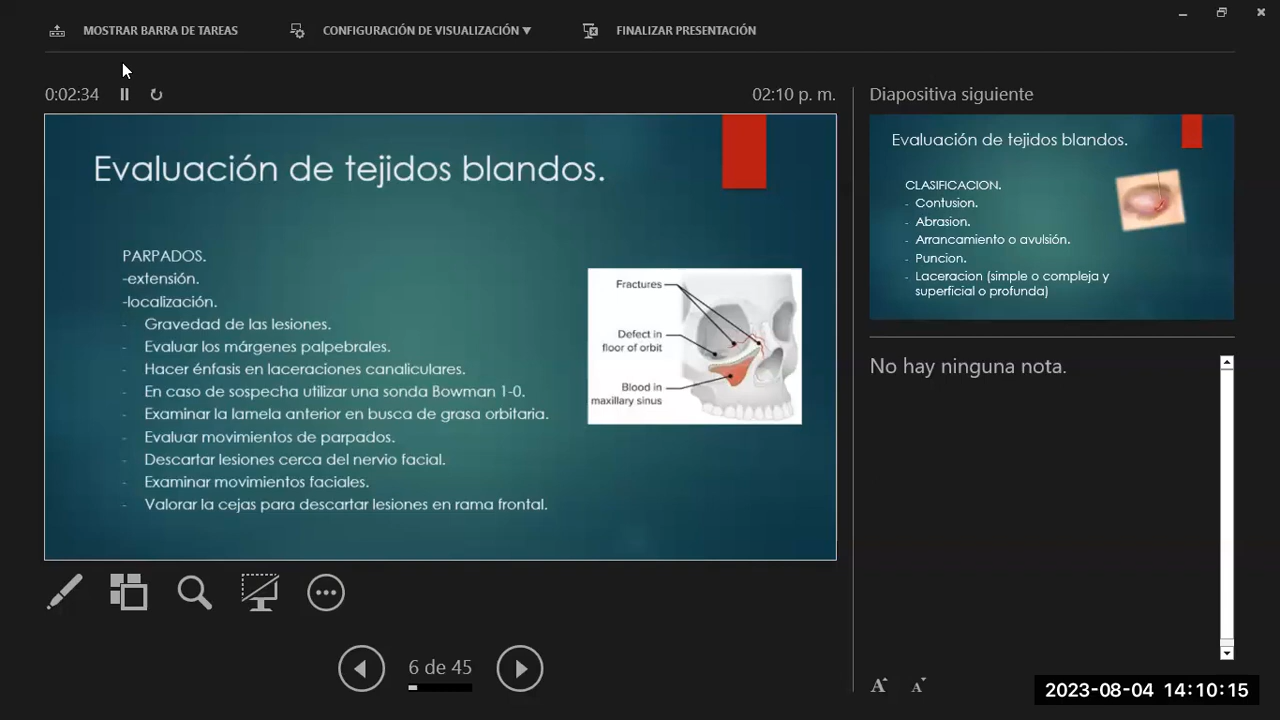 MOSTRAR BARRA DE TAREAS
CONFIGURACIÓN DE VISUALIZACIÓN ▼
FINALIZAR PRESENTACIÓN
0:02:34
02:10 p. m.
Evaluación de tejidos blandos.
PARPADOS.
-extensión.
-localización.
- Gravedad de las lesiones.
- Evaluar los márgenes palpebrales.
- Hacer énfasis en laceraciones canaliculares.
- En caso de sospecha utilizar una sonda Bowman 1-0.
- Examinar la lamela anterior en busca de grasa orbitaria.
- Evaluar movimientos de parpados.
- Descartar lesiones cerca del nervio facial.
- Examinar movimientos faciales.
- Valorar la cejas para descartar lesiones en rama frontal.
Fractures
Defect in
floor of orbit
Blood in
maxillary sinus
6 de 45
Diapositiva siguiente
Evaluación de tejidos blandos.
CLASIFICACION.
- Contusion.
- Abrasion.
- Arrancamiento o avulsión.
- Puncion.
- Laceracion (simple o compleja y
superficial o profunda)
No hay ninguna nota.
A A
2023-08-04 14:10:15